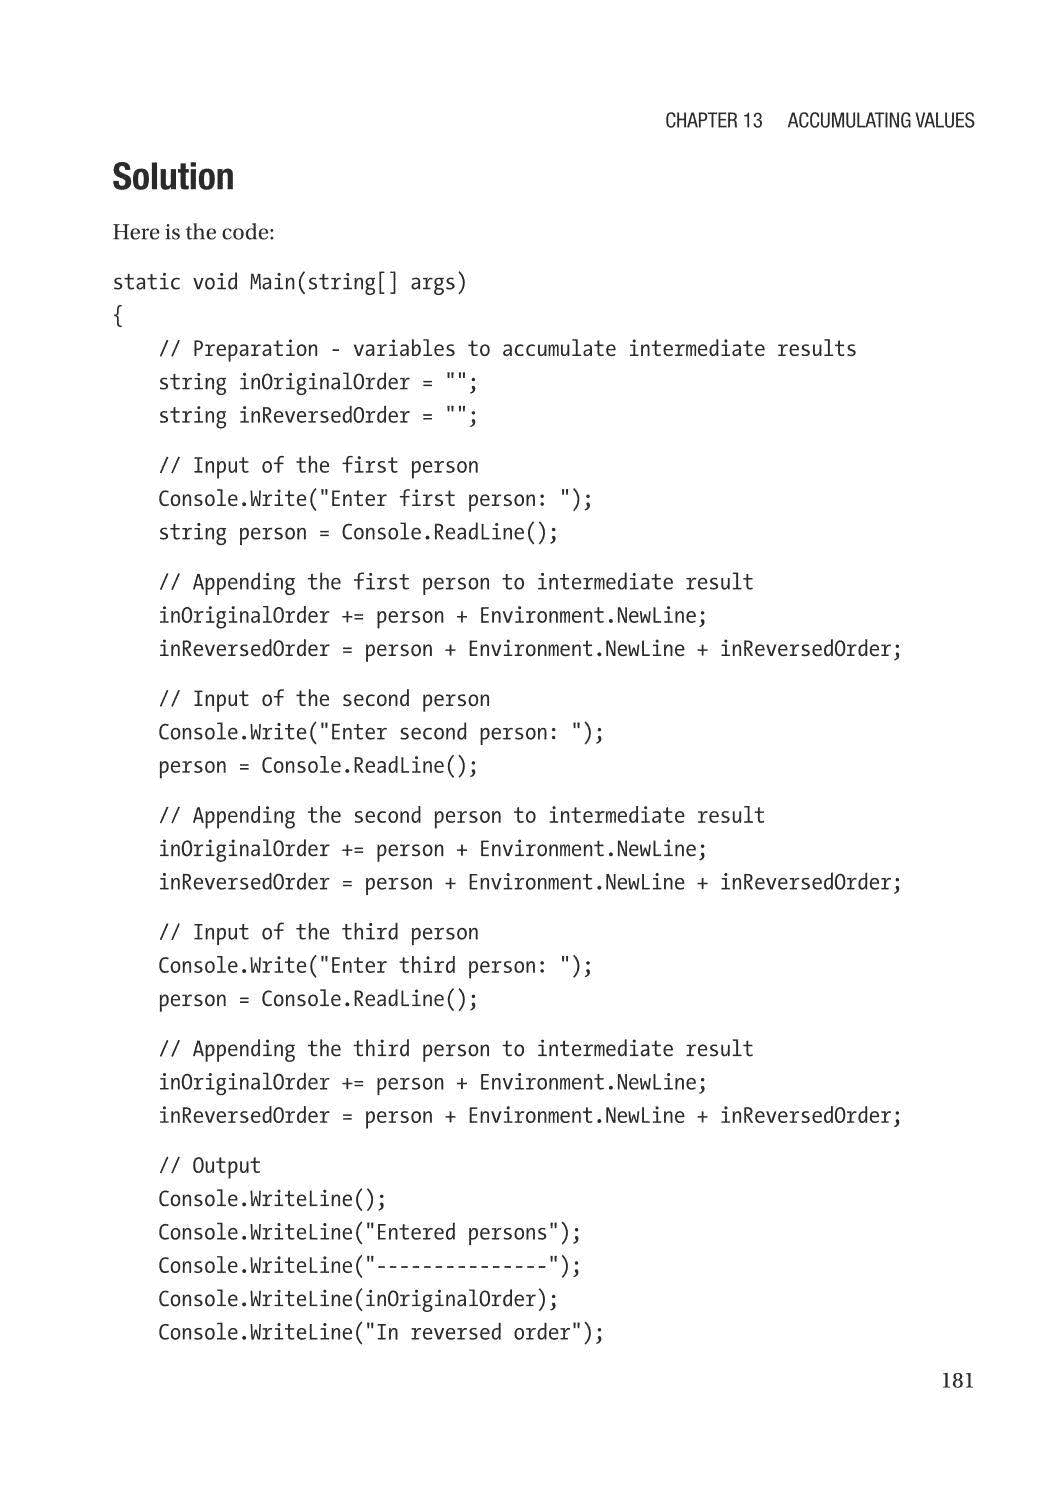 CHAPTER 13 ACCUMULATING VALUES
Solution
Here is the code:
static void Main(string[] args)
{
    // Preparation - variables to accumulate intermediate results
    string inOriginalOrder = "";
    string inReversedOrder = "";
    // Input of the first person
    Console.Write("Enter first person: ");
    string person = Console.ReadLine();
    // Appending the first person to intermediate result
    inOriginalOrder += person + Environment.NewLine;
    inReversedOrder = person + Environment.NewLine + inReversedOrder;
    // Input of the second person
    Console.Write("Enter second person: ");
    person = Console.ReadLine();
    // Appending the second person to intermediate result
    inOriginalOrder += person + Environment.NewLine;
    inReversedOrder = person + Environment.NewLine + inReversedOrder;
    // Input of the third person
    Console.Write("Enter third person: ");
    person = Console.ReadLine();
    // Appending the third person to intermediate result
    inOriginalOrder += person + Environment.NewLine;
    inReversedOrder = person + Environment.NewLine + inReversedOrder;
    // Output
    Console.WriteLine();
    Console.WriteLine("Entered persons");
    Console.WriteLine("---------------");
    Console.WriteLine(inOriginalOrder);
    Console.WriteLine("In reversed order");
181